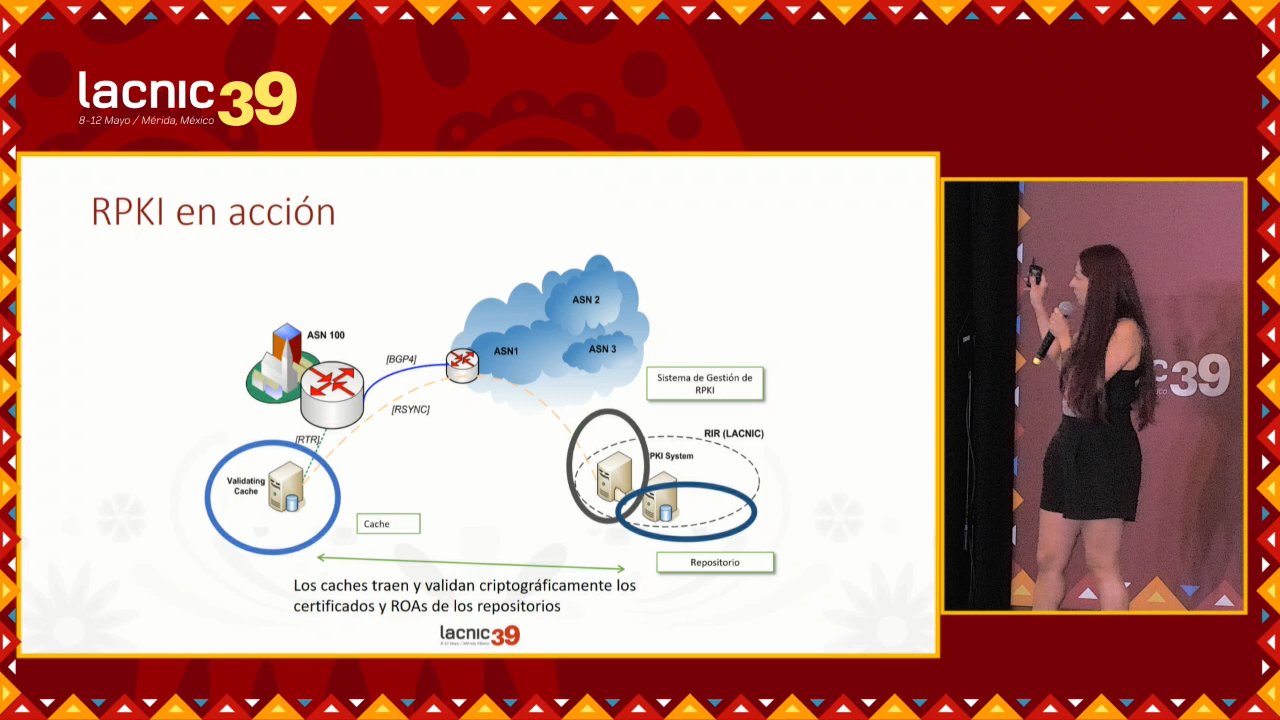 lacnic39
8-12 Mayo / Mérida, México
RPKI en acción
ASN 2
ASN 100
ASN1
ASN 3
[BGP4]
[RSYNC]
Sistema de Gestión de
RPKI
[RTR]
RIR (LACNIC)
PKI System
Validating
Cache
Cache
Repositorio
Los caches traen y validan criptográficamente los
certificados y ROAs de los repositorios
lacnic39
c39